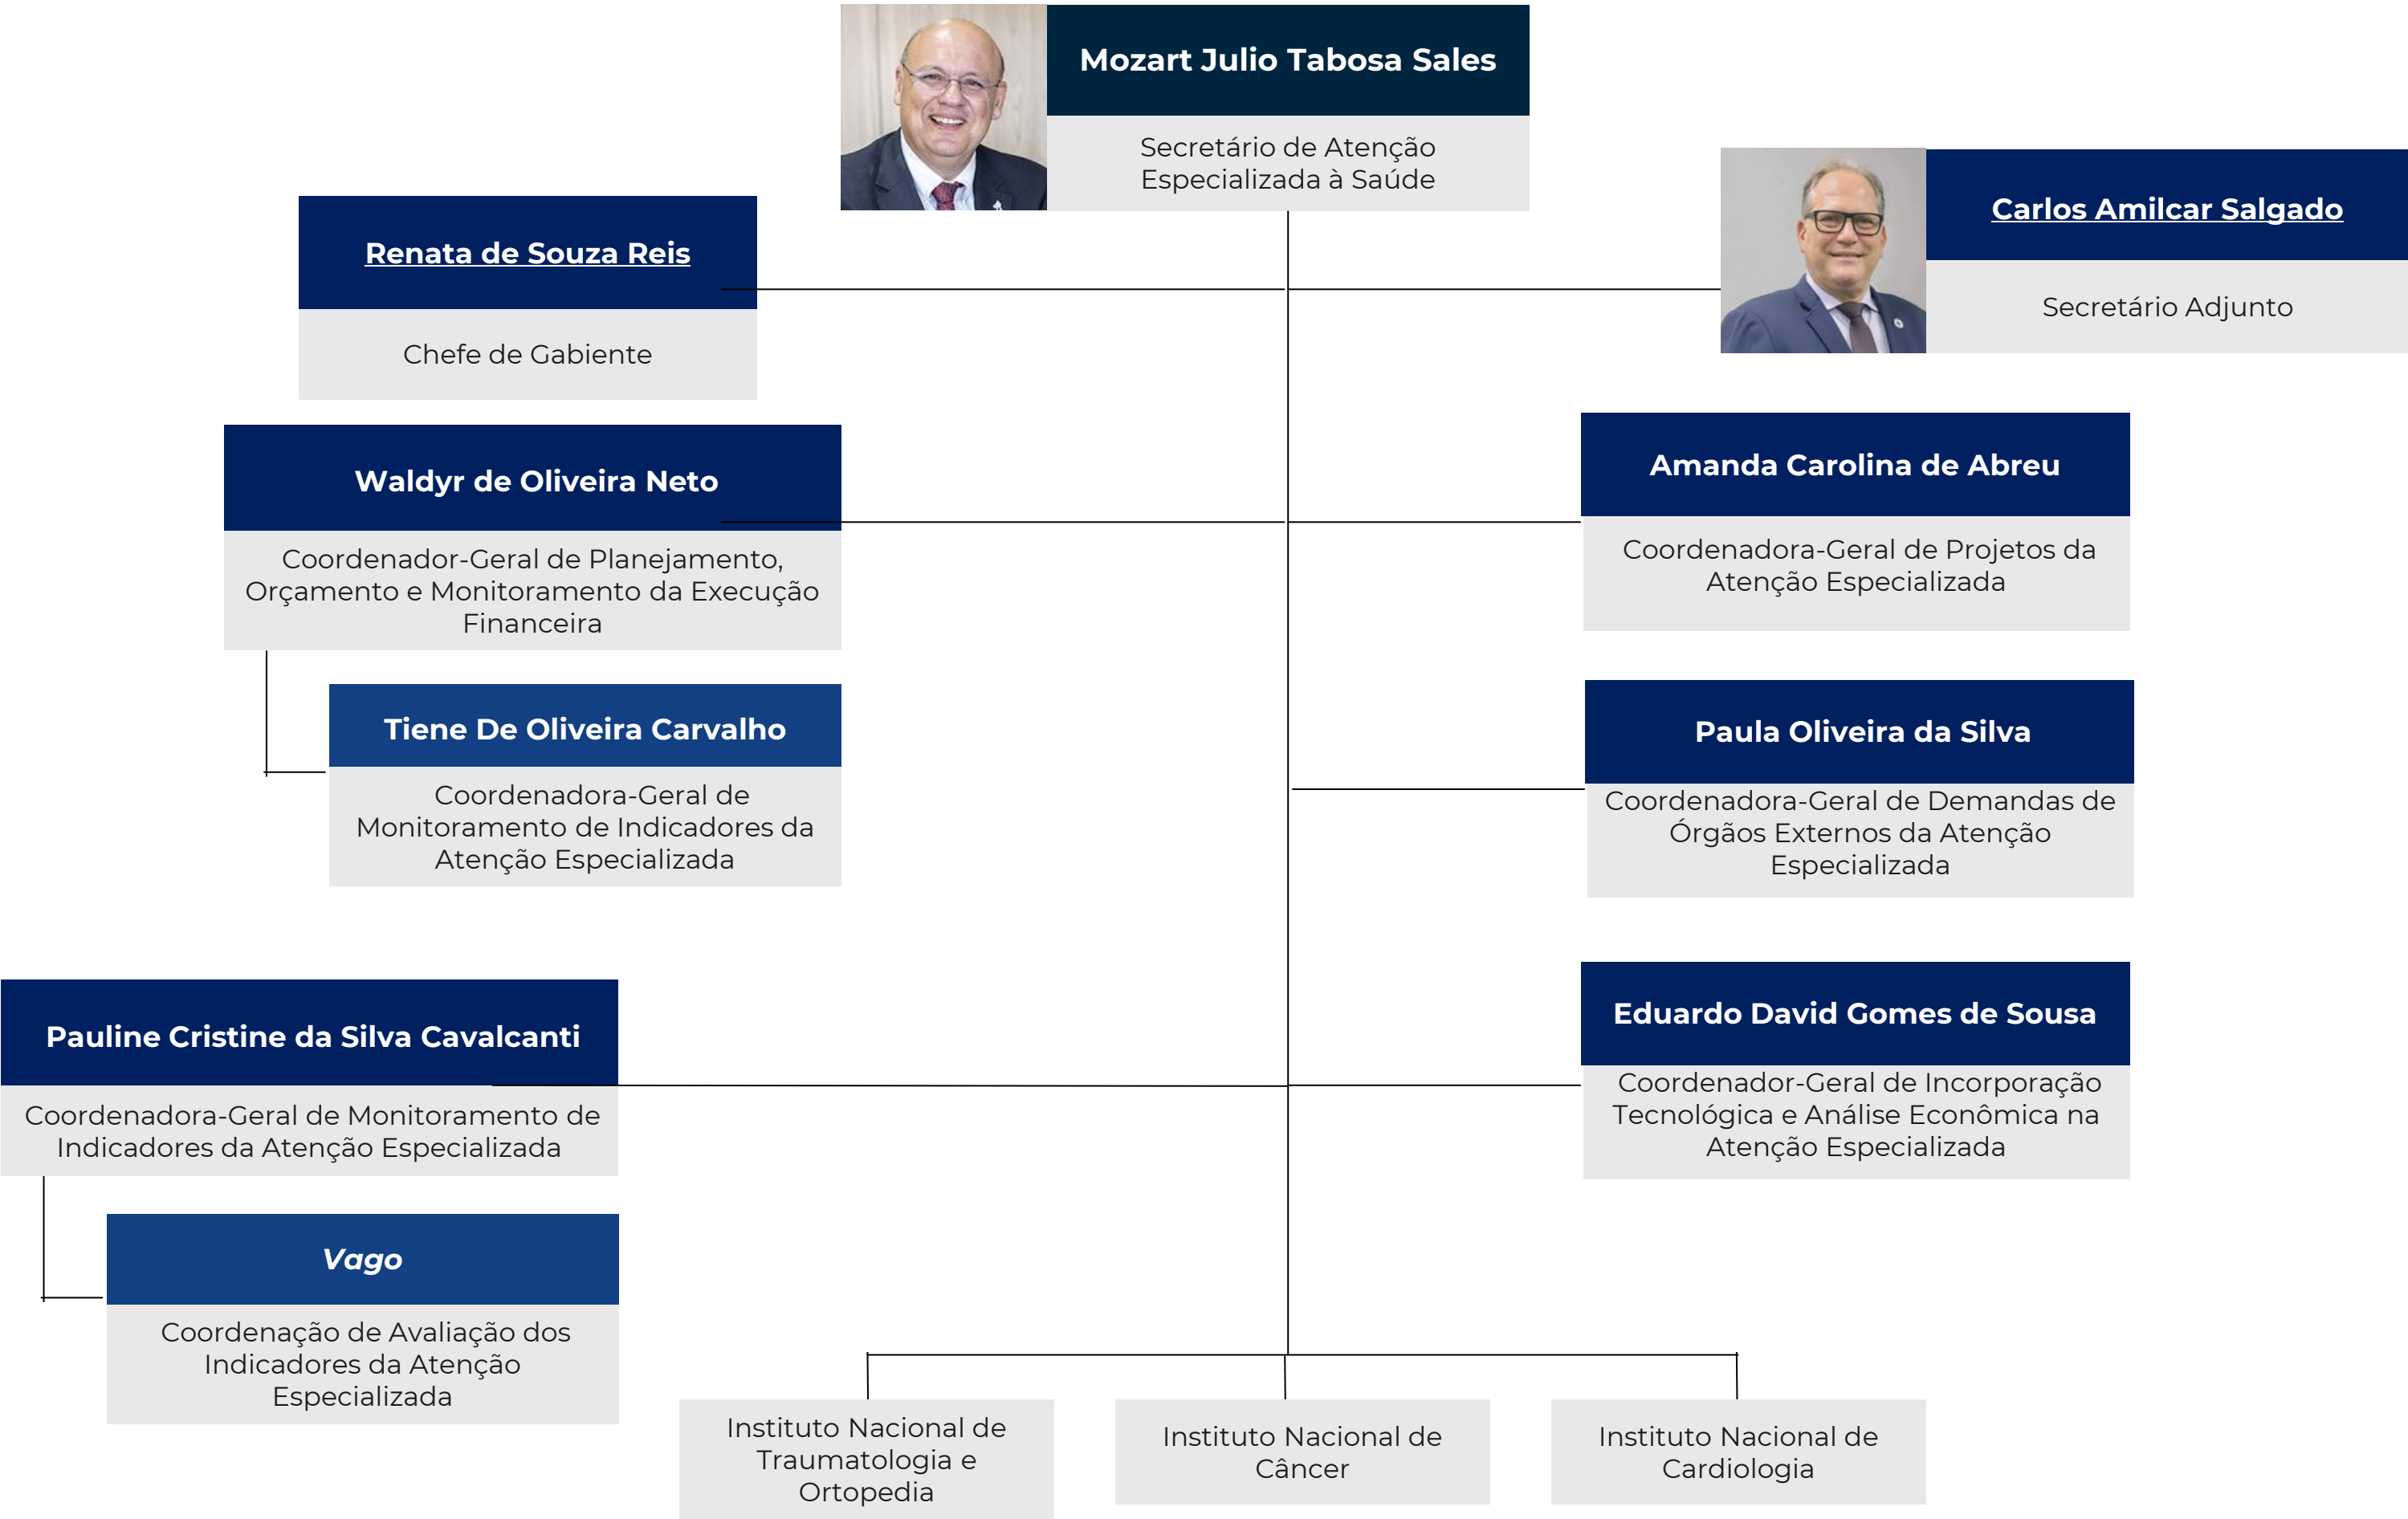 Mozart Julio Tabosa Sales
Secretário de Atenção
Especializada à Saúde
Carlos Amilcar Salgado
Secretário Adjunto
Renata de Souza Reis
Chefe de Gabiente
Waldyr de Oliveira Neto
Coordenador-Geral de Planejamento,
Orçamento e Monitoramento da Execução
Financeira
Amanda Carolina de Abreu
Coordenadora-Geral de Projetos da
Atenção Especializada
Tiene De Oliveira Carvalho
Coordenadora-Geral de
Monitoramento de Indicadores da
Atenção Especializada
Paula Oliveira da Silva
Coordenadora-Geral de Demandas de
Órgãos Externos da Atenção
Especializada
Pauline Cristine da Silva Cavalcanti
Coordenadora-Geral de Monitoramento de
Indicadores da Atenção Especializada
Eduardo David Gomes de Sousa
Coordenador-Geral de Incorporação
Tecnológica e Análise Econômica na
Atenção Especializada
Vago
Coordenação de Avaliação dos
Indicadores da Atenção
Especializada
Instituto Nacional de
Traumatologia e
Ortopedia
Instituto Nacional de
Câncer
Instituto Nacional de
Cardiologia